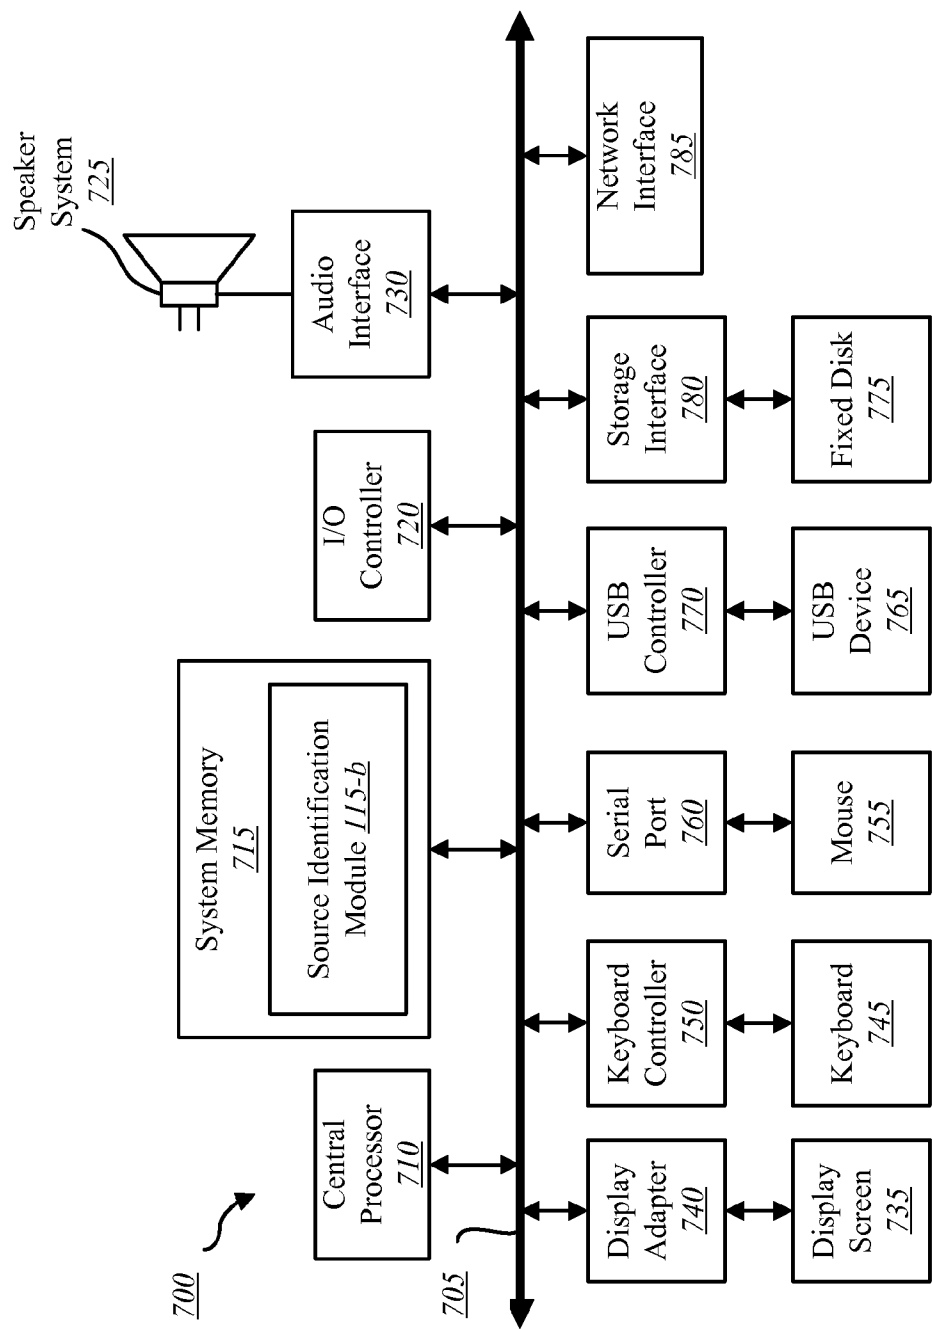 700
705
Central
Processor
710
System Memory
715
Source Identification
Module 115-b
I/O
Controller
720
Speaker
System
725
Audio
Interface
730
Display
Adapter
740
Keyboard
Controller
750
Serial
Port
760
USB
Controller
770
Storage
Interface
780
Network
Interface
785
Display
Screen
735
Keyboard
745
Mouse
755
USB
Device
765
Fixed Disk
775